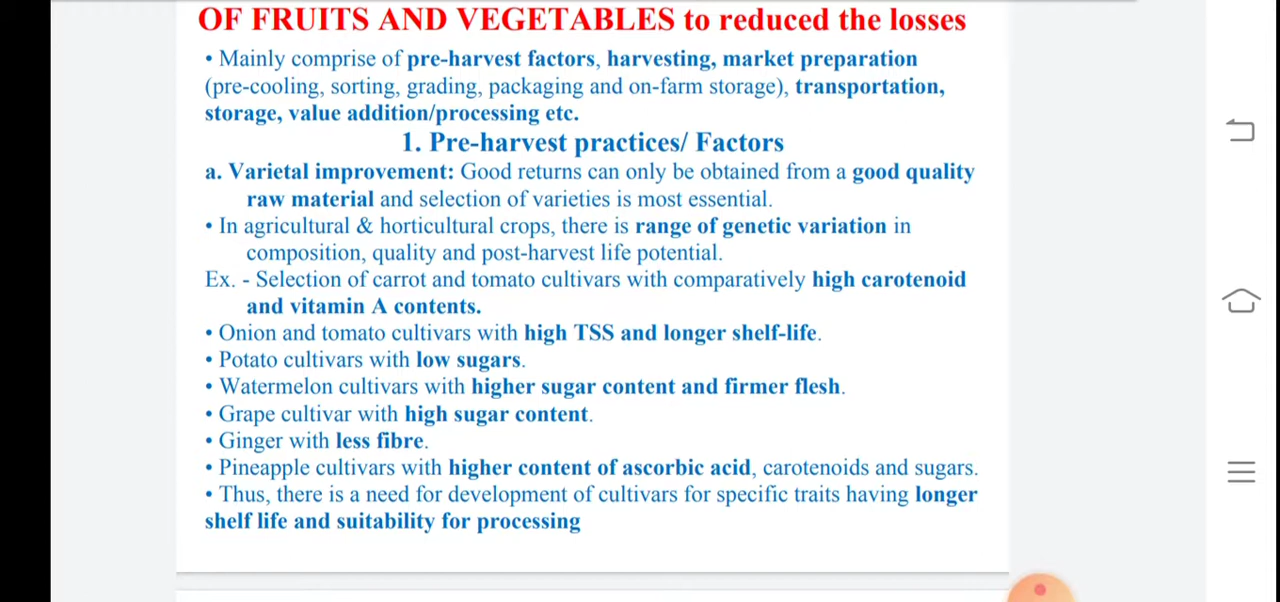 OF FRUITS AND VEGETABLES to reduced the losses
• Mainly comprise of pre-harvest factors, harvesting, market preparation
(pre-cooling, sorting, grading, packaging and on-farm storage), transportation,
storage, value addition/processing etc.
1. Pre-harvest practices/ Factors
a. Varietal improvement: Good returns can only be obtained from a good quality
raw material and selection of varieties is most essential.
• In agricultural & horticultural crops, there is range of genetic variation in
composition, quality and post-harvest life potential.
Ex. - Selection of carrot and tomato cultivars with comparatively high carotenoid
and vitamin A contents.
• Onion and tomato cultivars with high TSS and longer shelf-life.
• Potato cultivars with low sugars.
• Watermelon cultivars with higher sugar content and firmer flesh.
• Grape cultivar with high sugar content.
• Ginger with less fibre.
• Pineapple cultivars with higher content of ascorbic acid, carotenoids and sugars.
• Thus, there is a need for development of cultivars for specific traits having longer
shelf life and suitability for processing